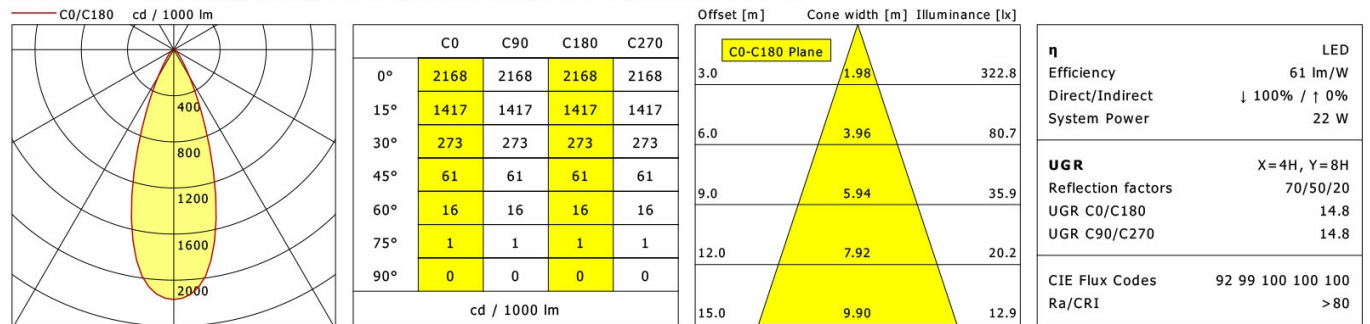 C0/C180 cd / 1000 lm
400
800
1200
1600
2000
C0 C90 C180 C270
0° 2168 2168 2168 2168
15° 1417 1417 1417 1417
30° 273 273 273 273
45° 61 61 61 61
60° 16 16 16 16
75° 1 1 1 1
90° 0 0 0 0
cd / 1000 lm
Offset [m] Cone width [m] Illuminance [lx]
C0-C180 Plane
3.0 1.98 322.8
6.0 3.96 80.7
9.0 5.94 35.9
12.0 7.92 20.2
15.0 9.90 12.9
η LED
Efficiency 61 lm/W
Direct/Indirect ↓ 100% / ↑ 0%
System Power 22 W
UGR X=4H, Y=8H
Reflection factors 70/50/20
UGR C0/C180 14.8
UGR C90/C270 14.8
CIE Flux Codes 92 99 100 100 100
Ra/CRI >80